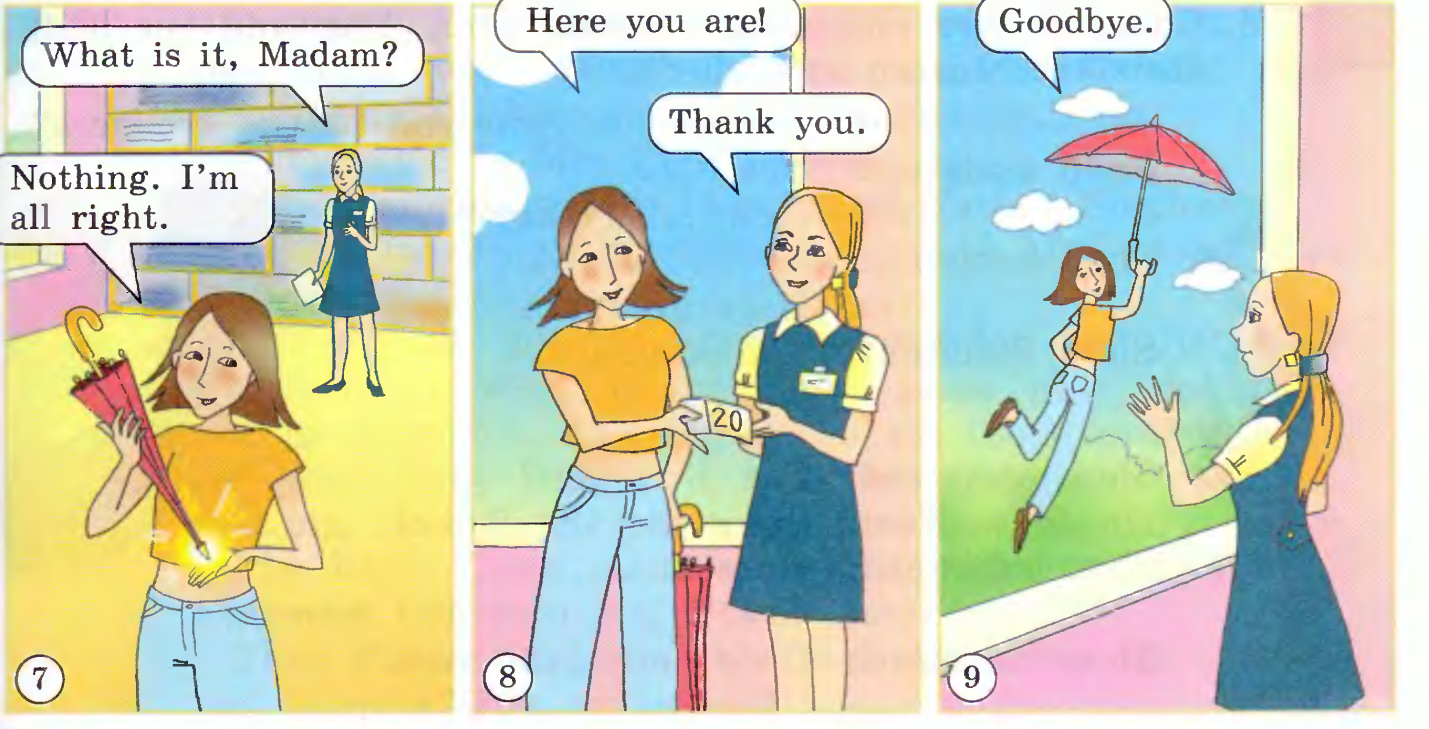 What is it, Madam?
Nothing. I'm
all right.
7
Here you are!
Thank you.
20
8
Goodbye.
9